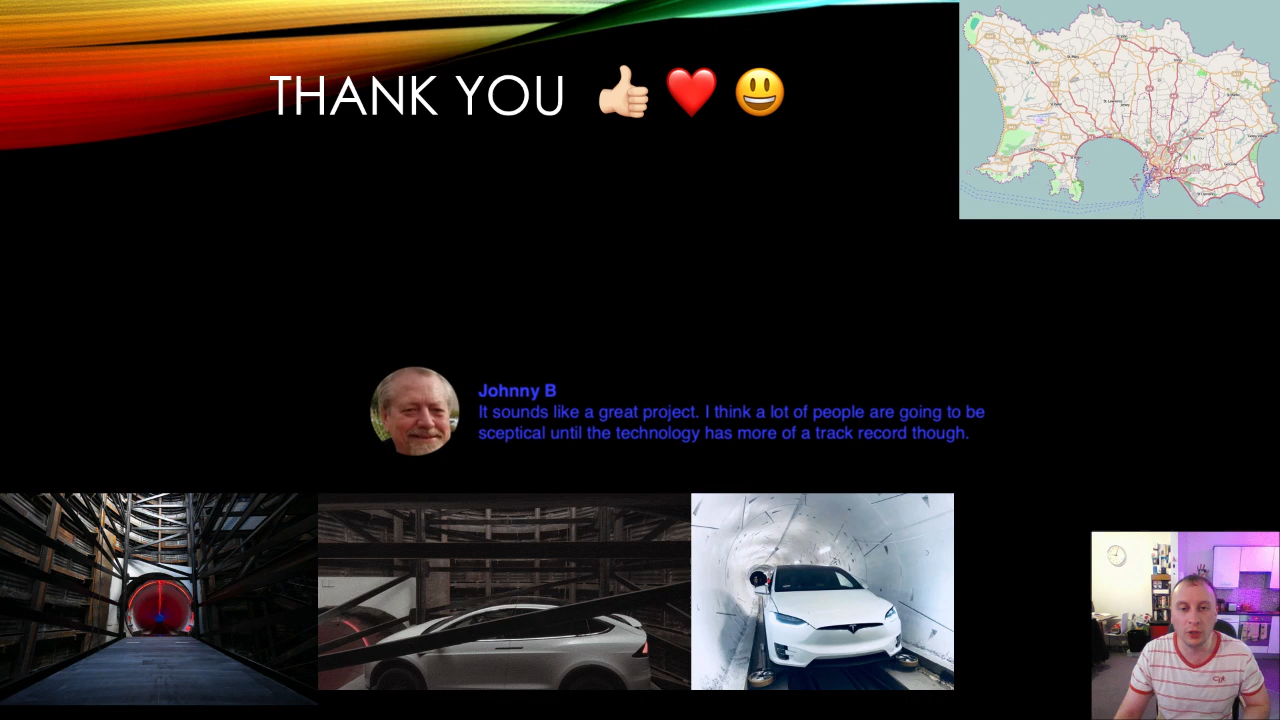 THANK YOU 👍🏻 ❤️ 😃
Johnny B
It sounds like a great project. I think a lot of people are going to be
sceptical until the technology has more of a track record though.